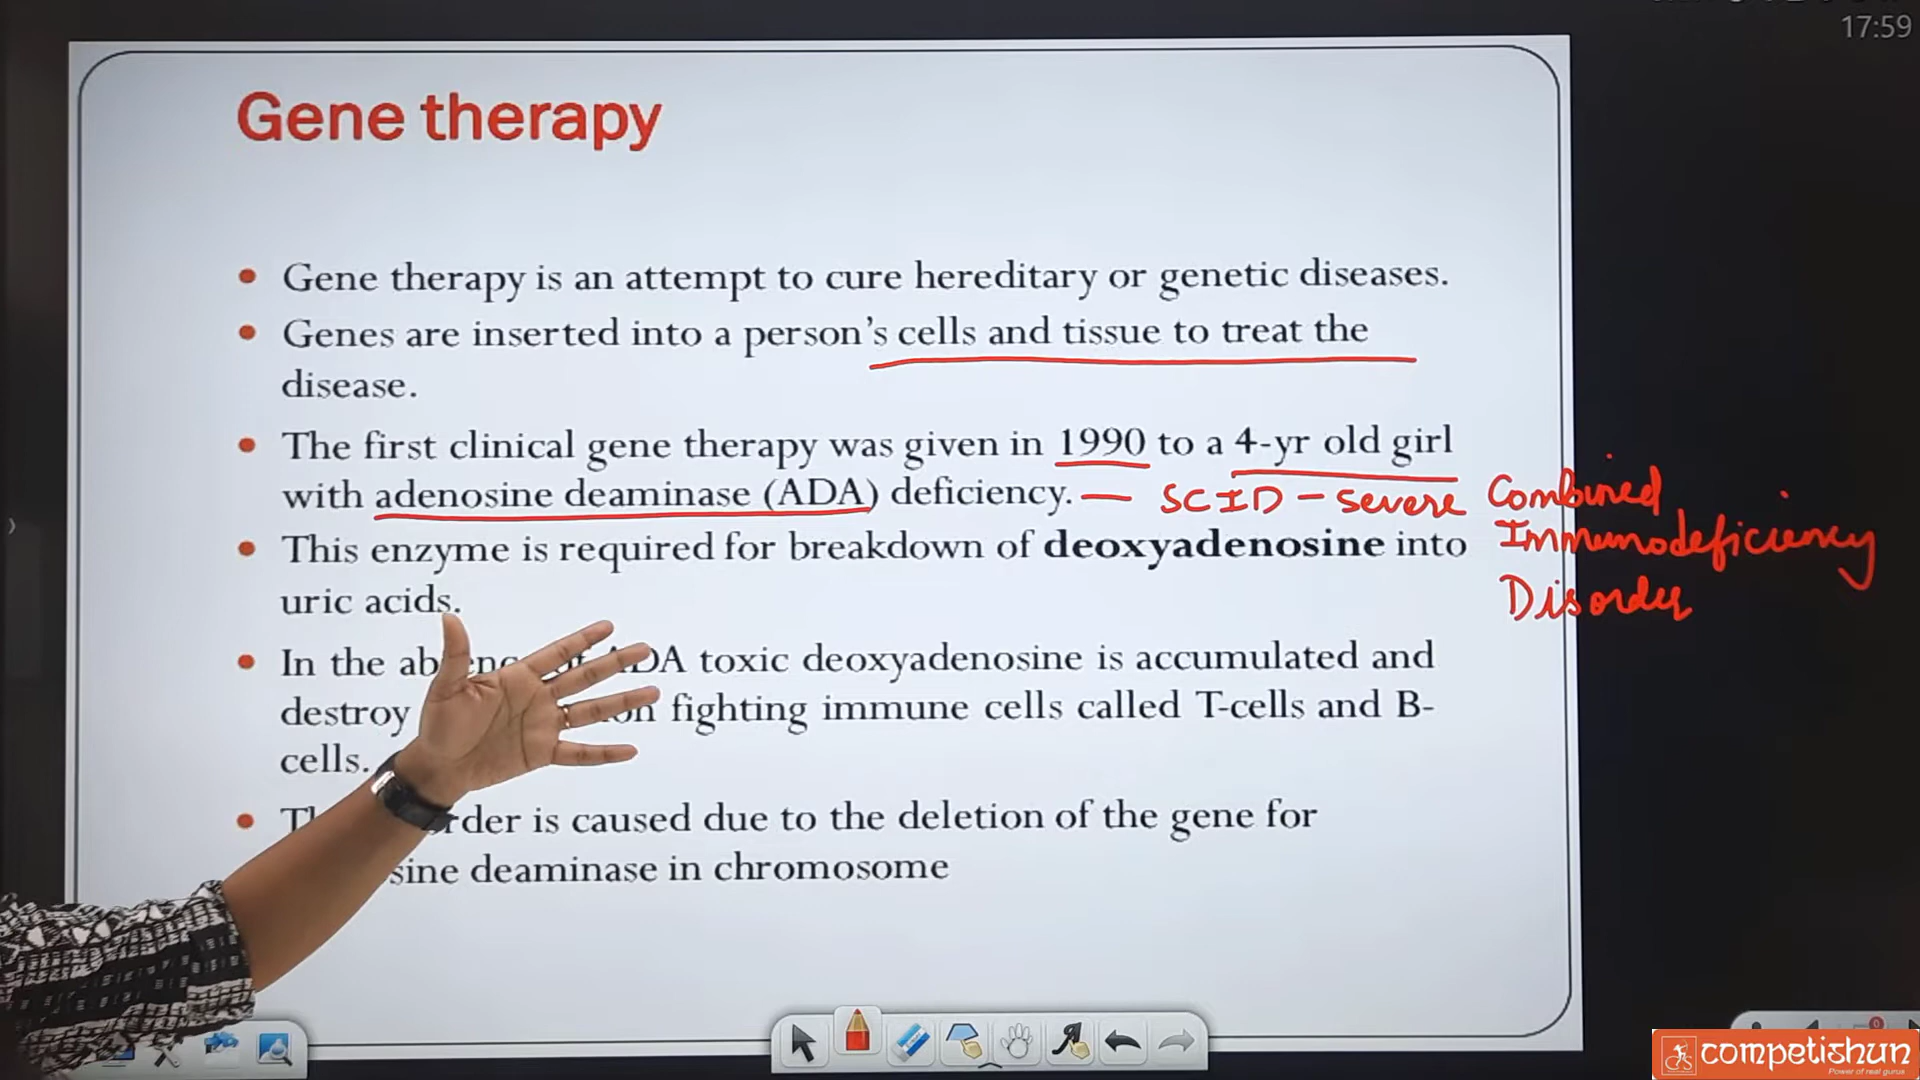 17:59
Gene therapy
Gene therapy is an attempt to cure hereditary or genetic diseases.
Genes are inserted into a person's cells and tissue to treat the
disease.
The first clinical gene therapy was given in 1990 to a 4-yr old girl
with adenosine deaminase (ADA) deficiency. — SCID - severe Combined
Immunodeficiency
Disorder
This enzyme is required for breakdown of deoxyadenosine into
uric acids.
In the toxic deoxyadenosine is accumulated and
destroy fighting immune cells called T-cells and B-
cells.
is caused due to the deletion of the gene for
deaminase in chromosome
competishun
Power of real gurus